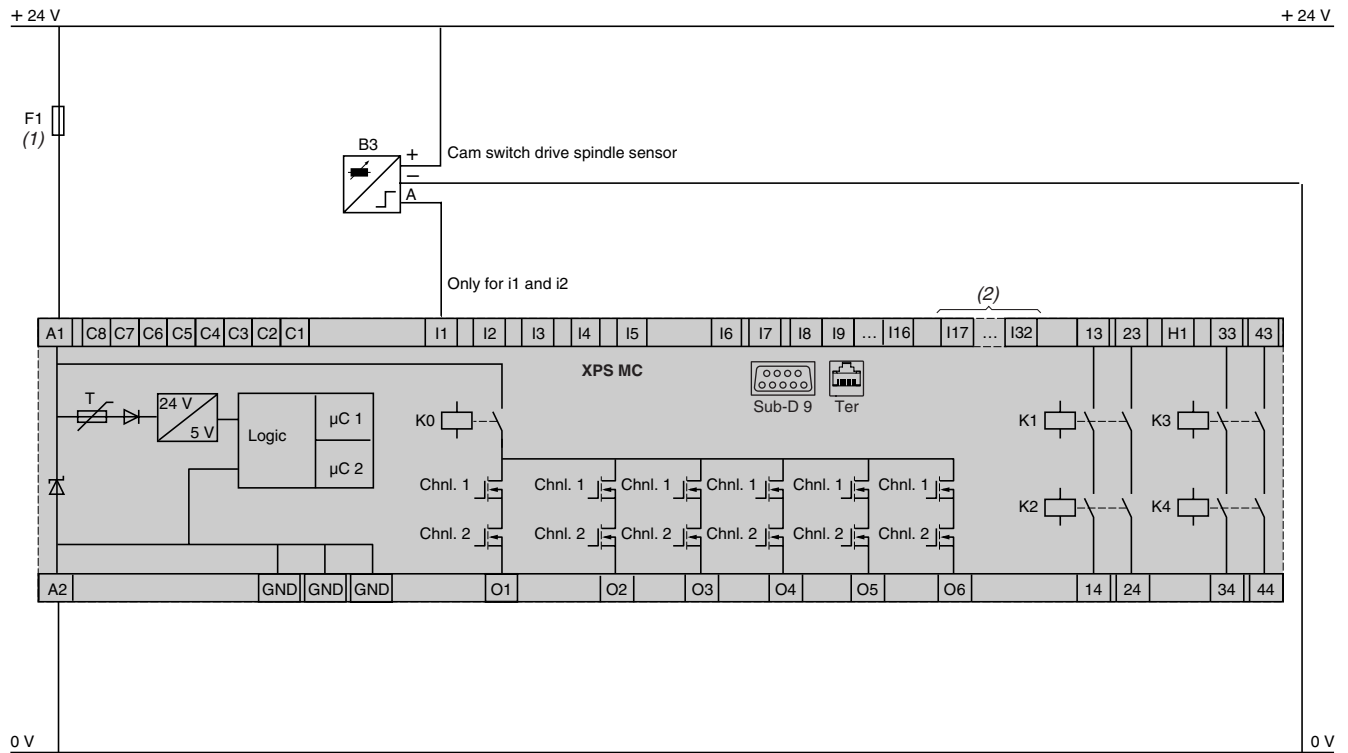 + 24 V + 24 V
F1
(1)
B3
+
Cam switch drive spindle sensor
−
A
Only for i1 and i2
(2)
A1 C8 C7 C6 C5 C4 C3 C2 C1 I1 I2 I3 I4 I5 I6 I7 I8 I9 ... I16 I17 ... I32 13 23 H1 33 43
XPS MC
T
24 V
5 V
Logic
µC 1
µC 2
K0
Sub-D 9 Ter
K1 K3
Chnl. 1 Chnl. 1 Chnl. 1 Chnl. 1 Chnl. 1 Chnl. 1
K2 K4
Chnl. 2 Chnl. 2 Chnl. 2 Chnl. 2 Chnl. 2 Chnl. 2
A2 GND GND GND O1 O2 O3 O4 O5 O6 14 24 34 44
0 V 0 V